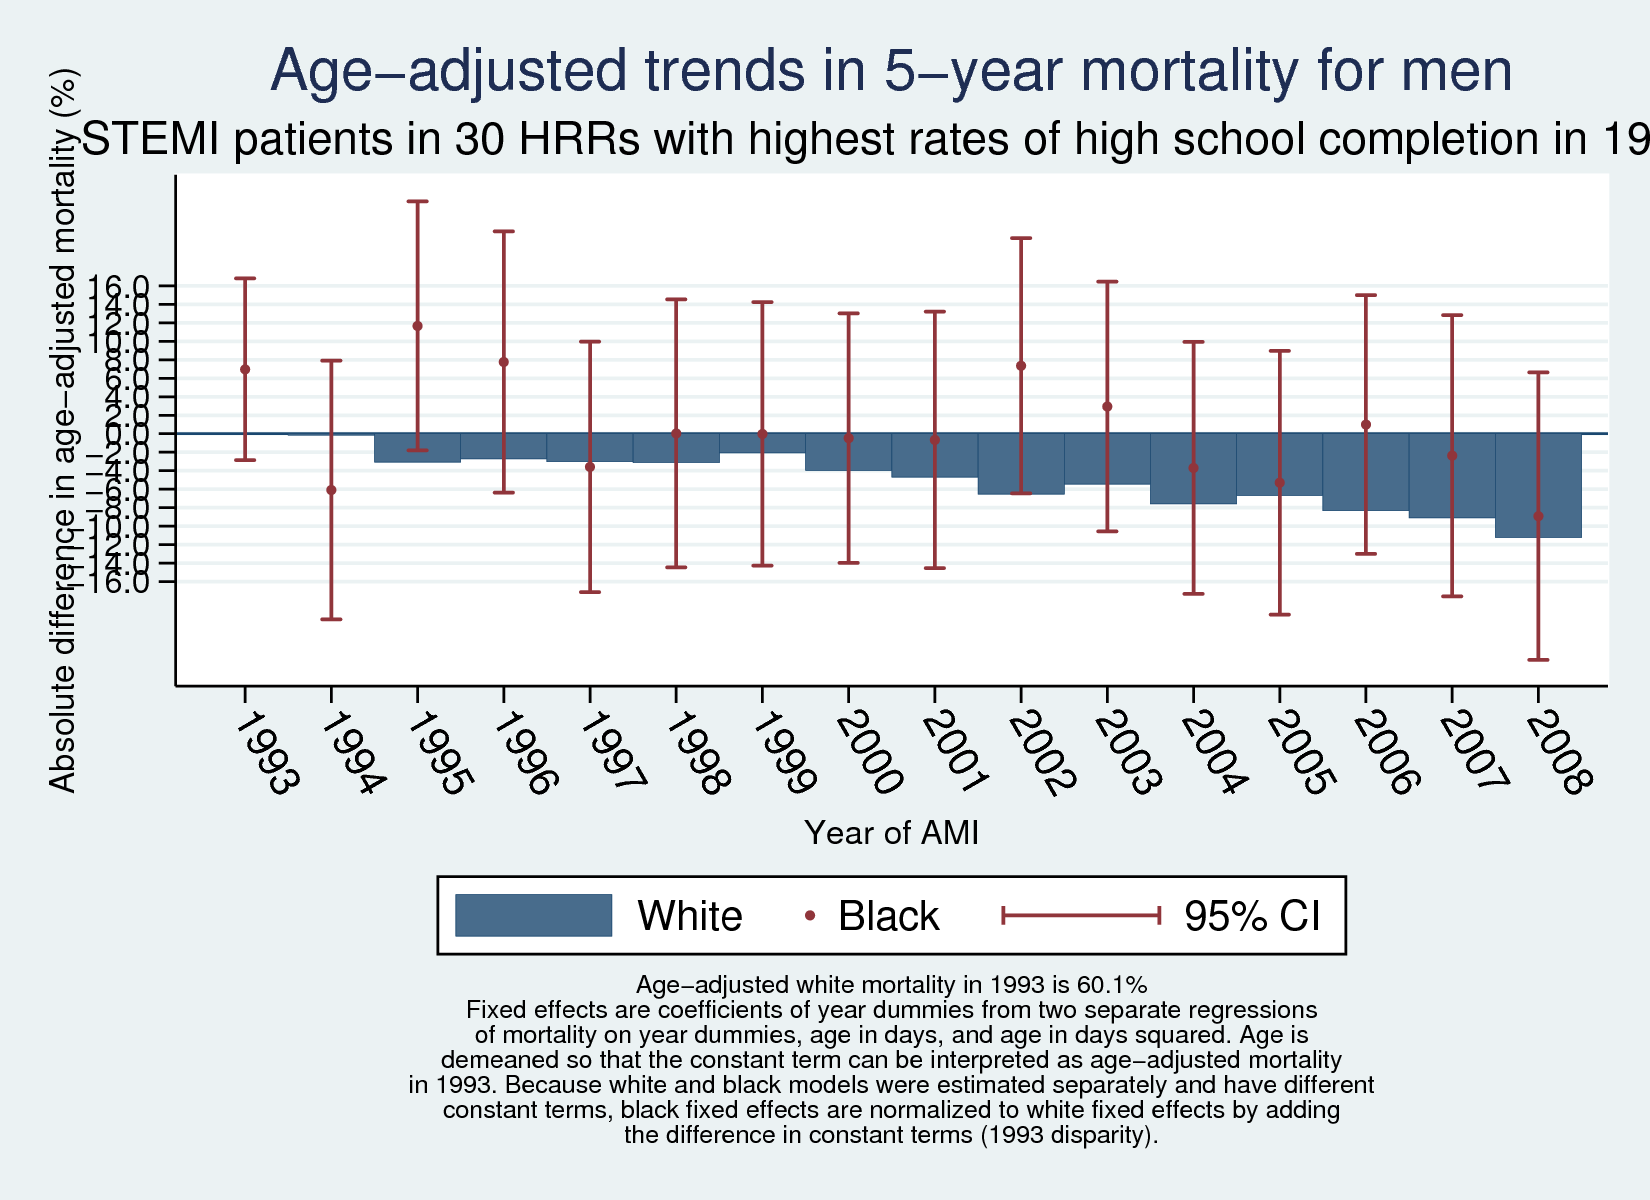 Age–adjusted trends in 5–year mortality for men
STEMI patients in 30 HRRs with highest rates of high school completion in 19
Absolute difference in age–adjusted mortality (%)
16.0
14.0
12.0
10.0
8.0
6.0
4.0
2.0
0.0
−2.0
−4.0
−6.0
−8.0
−10.0
−12.0
−14.0
−16.0
1993
1994
1995
1996
1997
1998
1999
2000
2001
2002
2003
2004
2005
2006
2007
2008
Year of AMI
White
Black
95% CI
Age–adjusted white mortality in 1993 is 60.1%
Fixed effects are coefficients of year dummies from two separate regressions
of mortality on year dummies, age in days, and age in days squared. Age is
demeaned so that the constant term can be interpreted as age–adjusted mortality
in 1993. Because white and black models were estimated separately and have different
constant terms, black fixed effects are normalized to white fixed effects by adding
the difference in constant terms (1993 disparity).